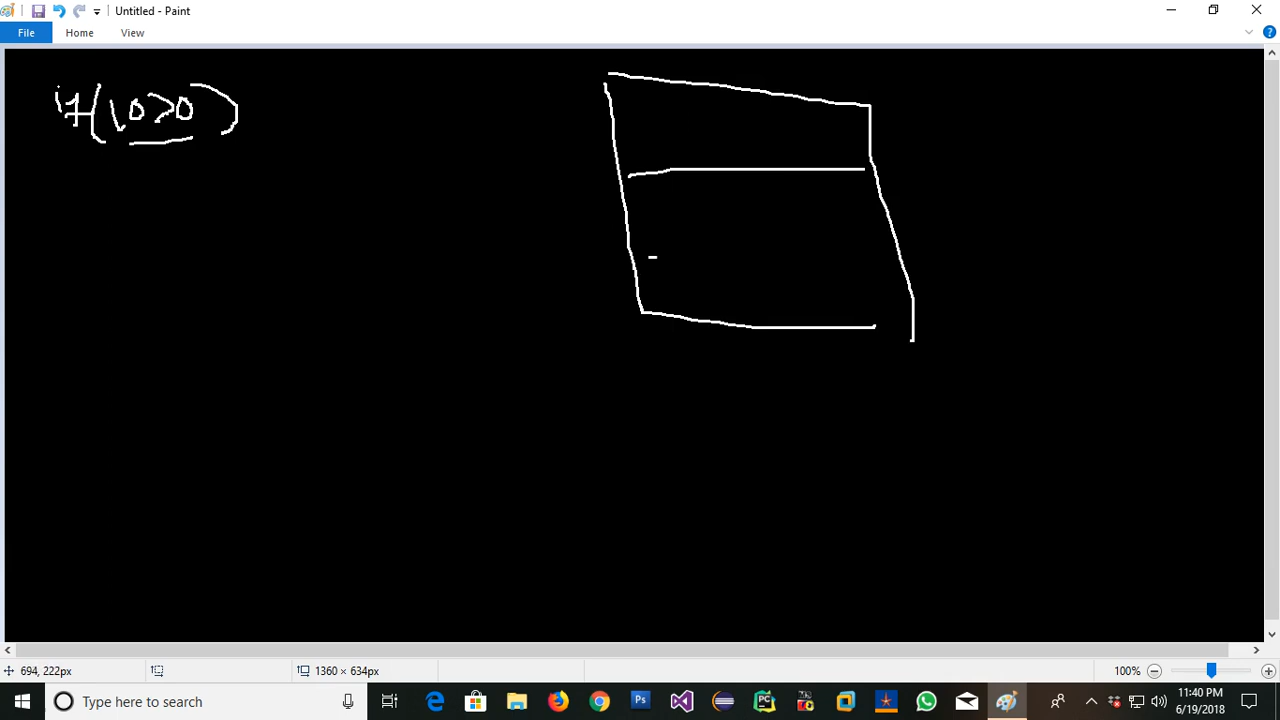 Untitled - Paint
File Home View
if(10>0)
694, 222px
1360 × 634px
100%
Type here to search
11:40 PM
6/19/2018